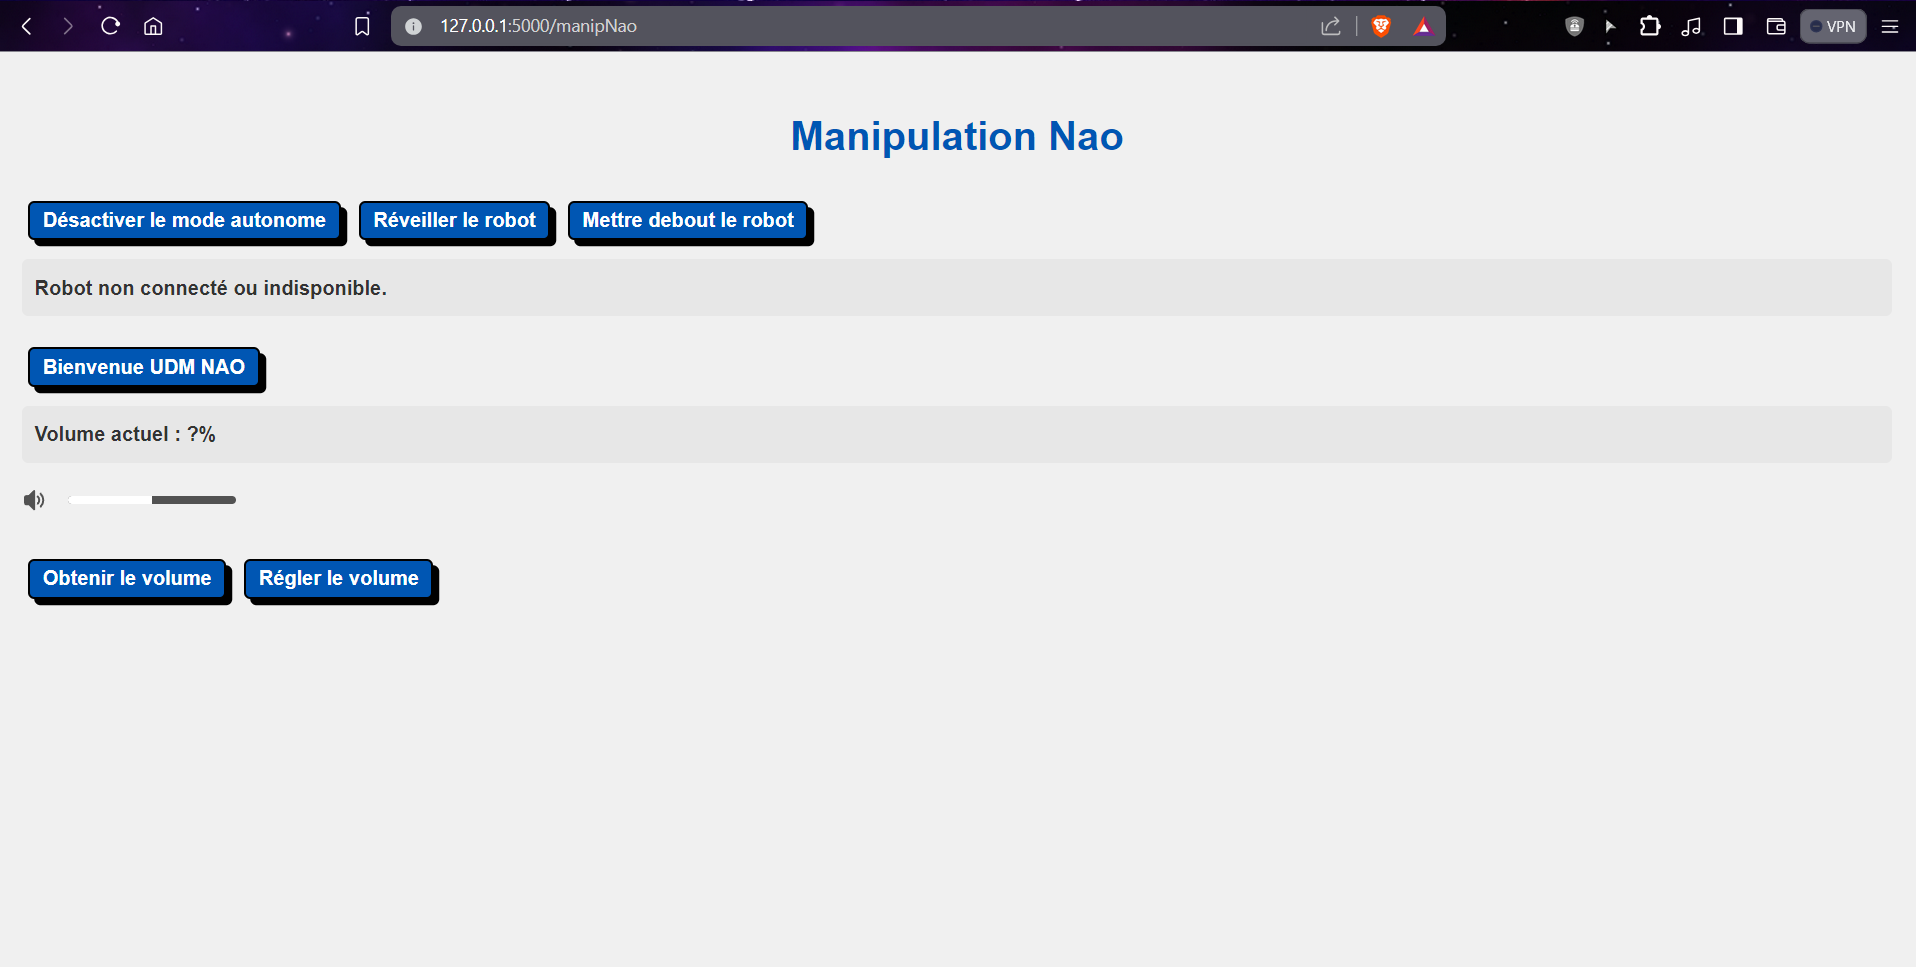 127.0.0.1:5000/manipNao
VPN
Manipulation Nao
Désactiver le mode autonome
Réveiller le robot
Mettre debout le robot
Robot non connecté ou indisponible.
Bienvenue UDM NAO
Volume actuel : ?%
Obtenir le volume
Régler le volume